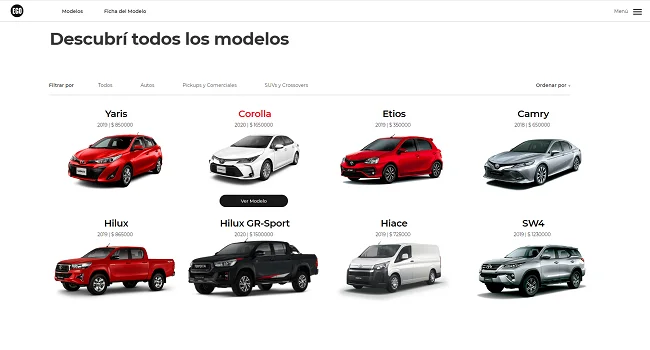 EGO
Modelos Ficha del Modelo Menú
Descubrí todos los modelos
Filtrar por Todos Autos Pickups y Comerciales SUVs y Crossovers Ordenar por
Yaris Corolla Etios Camry
2019 | $ 850000 2020 | $ 1650000 2019 | $ 350000 2018 | $ 650000
Ver Modelo
Hilux Hilux GR-Sport Hiace SW4
2019 | $ 865000 2020 | $ 1500000 2019 | $ 725000 2019 | $ 1230000